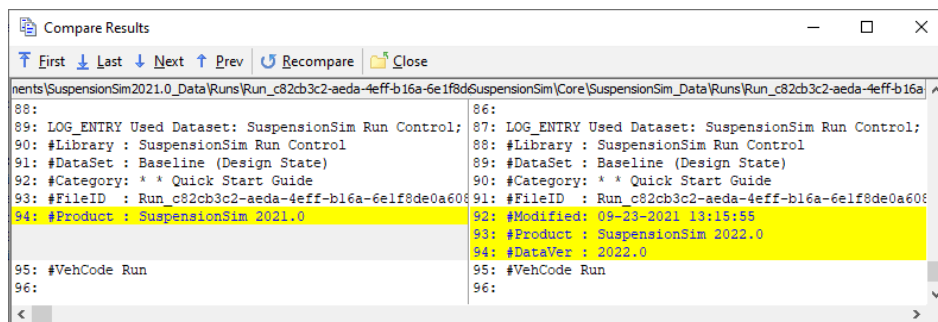 Compare Results
First Last Next Prev Recompare Close
ments\SuspensionSim2021.0_Data\Runs\Run_c82cb3c2-aeda-4eff-b16a-6e1f8d
SuspensionSim\Core\SuspensionSim_Data\Runs\Run_c82cb3c2-aeda-4eff-b16a-
88:
89: LOG_ENTRY Used Dataset: SuspensionSim Run Control;
90: #Library : SuspensionSim Run Control
91: #DataSet : Baseline (Design State)
92: #Category: * * Quick Start Guide
93: #FileID : Run_c82cb3c2-aeda-4eff-b16a-6e1f8de0a608
94: #Product : SuspensionSim 2021.0
95: #VehCode Run
96:
86:
87: LOG_ENTRY Used Dataset: SuspensionSim Run Control;
88: #Library : SuspensionSim Run Control
89: #DataSet : Baseline (Design State)
90: #Category: * * Quick Start Guide
91: #FileID : Run_c82cb3c2-aeda-4eff-b16a-6e1f8de0a608
92: #Modified: 09-23-2021 13:15:55
93: #Product : SuspensionSim 2022.0
94: #DataVer : 2022.0
95: #VehCode Run
96: